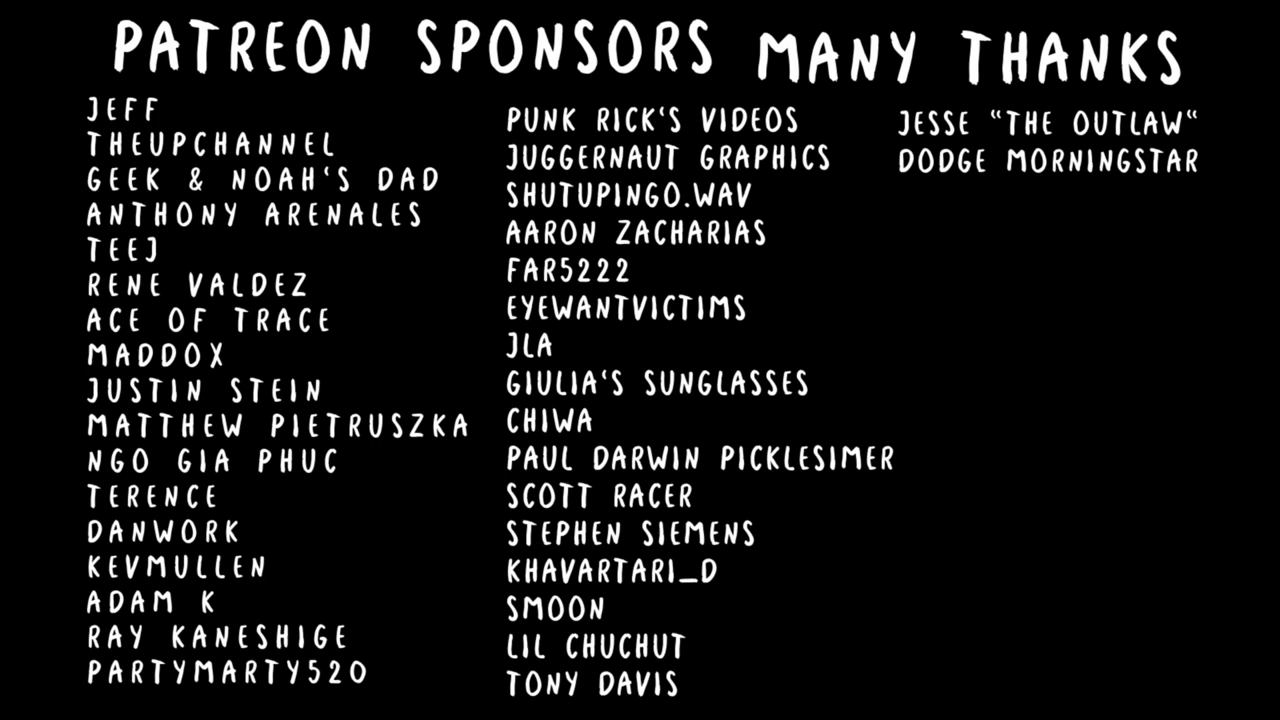 PATREON SPONSORS MANY THANKS
JEFF
THEUPCHANNEL
GEEK & NOAH'S DAD
ANTHONY ARENALES
TEEJ
RENE VALDEZ
ACE OF TRACE
MADDOX
JUSTIN STEIN
MATTHEW PIETRUSZKA
NGO GIA PHUC
TERENCE
DANWORK
KEVMULLEN
ADAM K
RAY KANESHIGE
PARTYMARTY520
PUNK RICK'S VIDEOS
JUGGERNAUT GRAPHICS
SHUTUPINGO.WAV
AARON ZACHARIAS
FAR5222
EYEWANTVICTIMS
JLA
GIULIA'S SUNGLASSES
CHIWA
PAUL DARWIN PICKLESIMER
SCOTT RACER
STEPHEN SIEMENS
KHAVARTARI_D
SMOON
LIL CHUCHUT
TONY DAVIS
JESSE "THE OUTLAW"
DODGE MORNINGSTAR